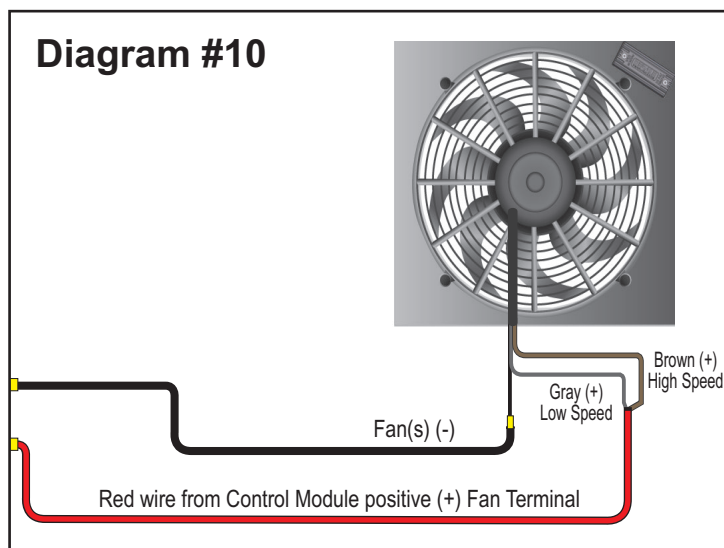 Diagram #10
Brown (+)
High Speed
Gray (+)
Low Speed
Fan(s) (-)
Red wire from Control Module positive (+) Fan Terminal